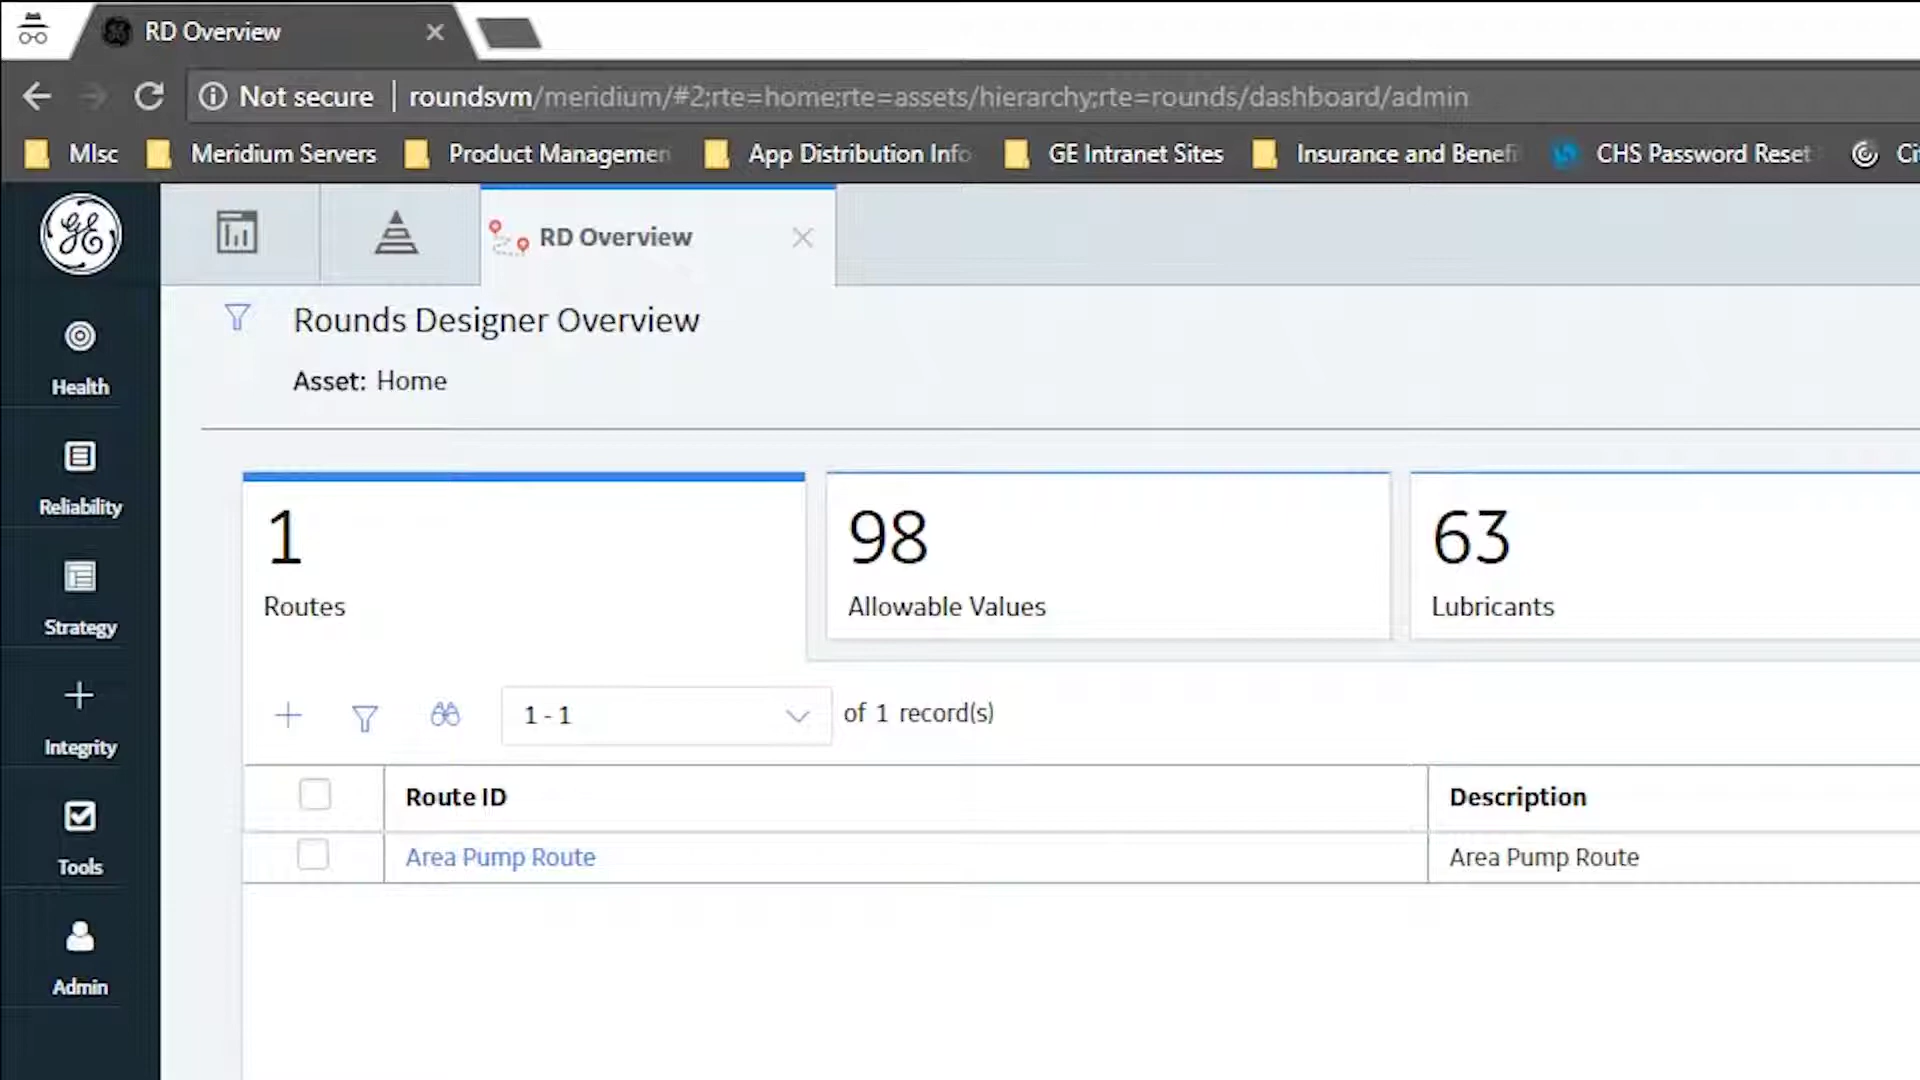 RD Overview
Not secure | roundsvm/meridium/#2;rte=home;rte=assets/hierarchy;rte=rounds/dashboard/admin
MIsc Meridium Servers Product Managemen App Distribution Info GE Intranet Sites Insurance and Benefi CHS Password Reset Ci
GE
RD Overview
Rounds Designer Overview
Asset: Home
Health
Reliability
Strategy
Integrity
Tools
Admin
1
Routes
98
Allowable Values
63
Lubricants
1 - 1 of 1 record(s)
Route ID Description
Area Pump Route Area Pump Route